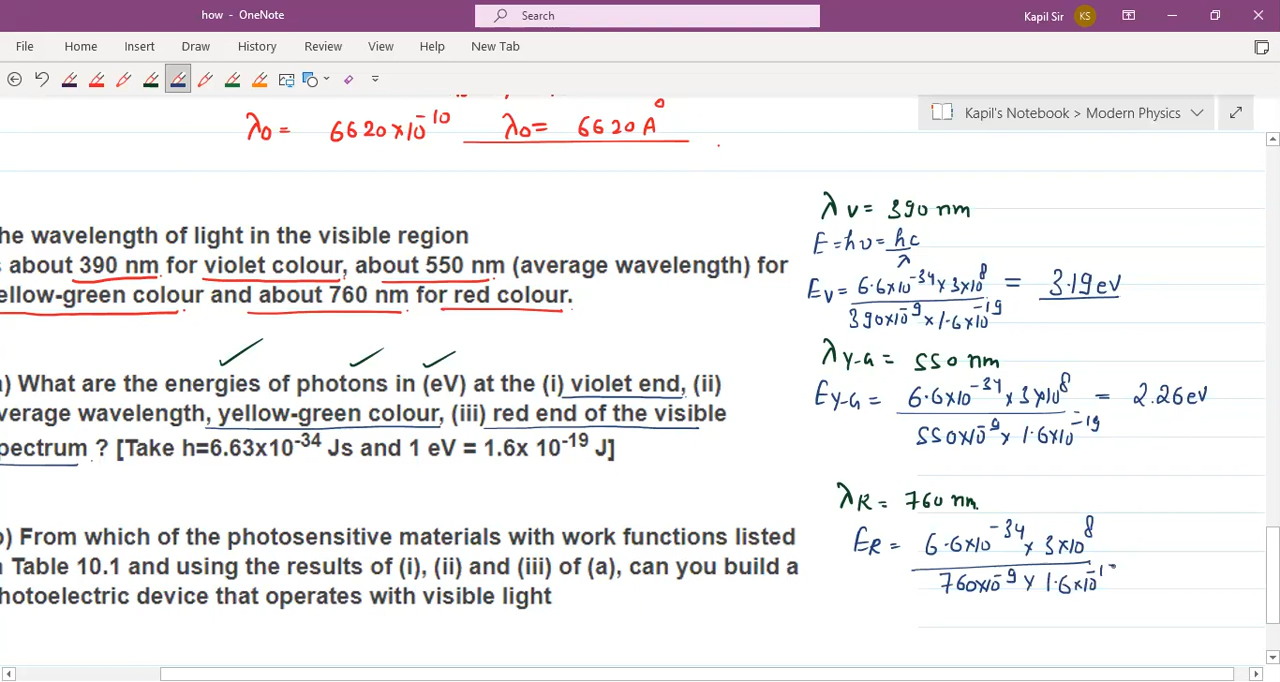 how - OneNote
Search
Kapil Sir KS
File Home Insert Draw History Review View Help New Tab
Kapil's Notebook > Modern Physics
λ0 = 6620×10^-10 λ0 = 6620 A°
he wavelength of light in the visible region
s about 390 nm for violet colour, about 550 nm (average wavelength) for
ellow-green colour and about 760 nm for red colour.
) What are the energies of photons in (eV) at the (i) violet end, (ii)
verage wavelength, yellow-green colour, (iii) red end of the visible
pectrum ? [Take h=6.63x10^-34 Js and 1 eV = 1.6x 10^-19 J]
) From which of the photosensitive materials with work functions listed
Table 10.1 and using the results of (i), (ii) and (iii) of (a), can you build a
hotoelectric device that operates with visible light
λv = 390 nm
E = hυ = hc/λ
Ev = 6.6×10^-34 × 3×10^8 / 390×10^-9 × 1.6×10^-19 = 3.19 eV
λY-G = 550 nm
EY-G = 6.6×10^-34 × 3×10^8 / 550×10^-9 × 1.6×10^-19 = 2.26 eV
λR = 760 nm
ER = 6.6×10^-34 × 3×10^8 / 760×10^-9 × 1.6×10^-1